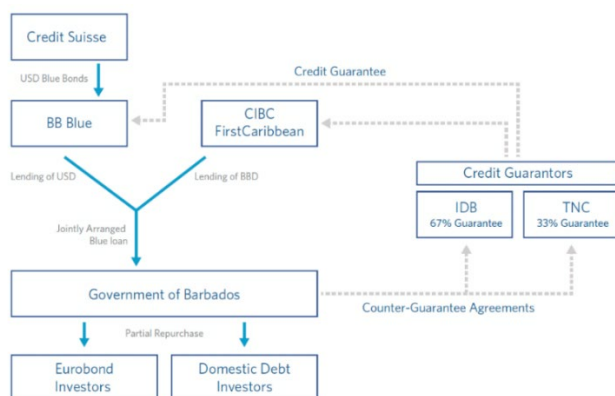 Credit Suisse
USD Blue Bonds
Credit Guarantee
BB Blue
CIBC
FirstCaribbean
Lending of USD
Lending of BBD
Credit Guarantors
IDB
67% Guarantee
TNC
33% Guarantee
Jointly Arranged
Blue loan
Government of Barbados
Counter-Guarantee Agreements
Partial Repurchase
Eurobond
Investors
Domestic Debt
Investors